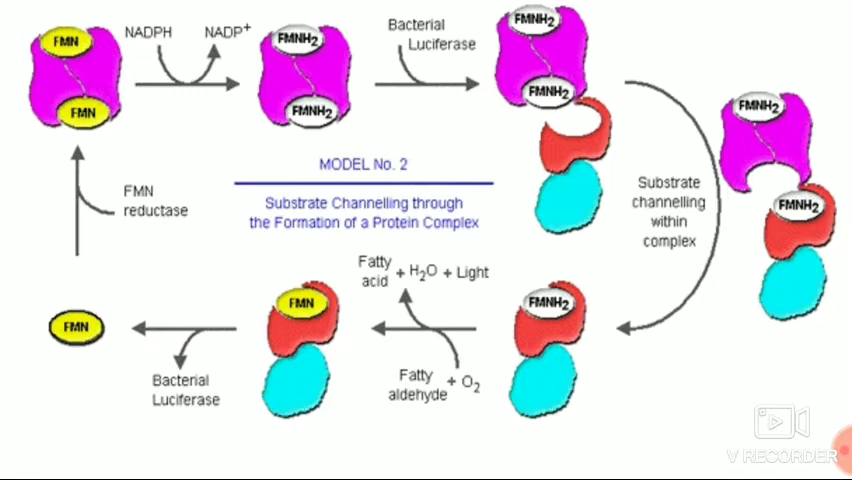 FMN
FMN
NADPH
NADP+
FMNH2
FMNH2
Bacterial
Luciferase
FMNH2
FMNH2
FMNH2
FMNH2
Substrate
channelling
within
complex
MODEL No. 2
Substrate Channelling through
the Formation of a Protein Complex
FMN
reductase
FMN
Bacterial
Luciferase
FMN
Fatty
acid + H2O + Light
Fatty
aldehyde + O2
FMNH2
V RECORDER